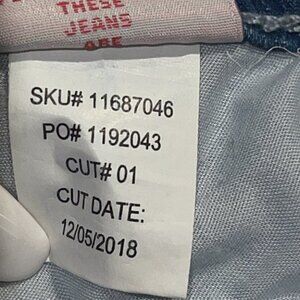 THESE
JEANS
ARE
SKU# 11687046
PO# 1192043
CUT# 01
CUT DATE:
12/05/2018